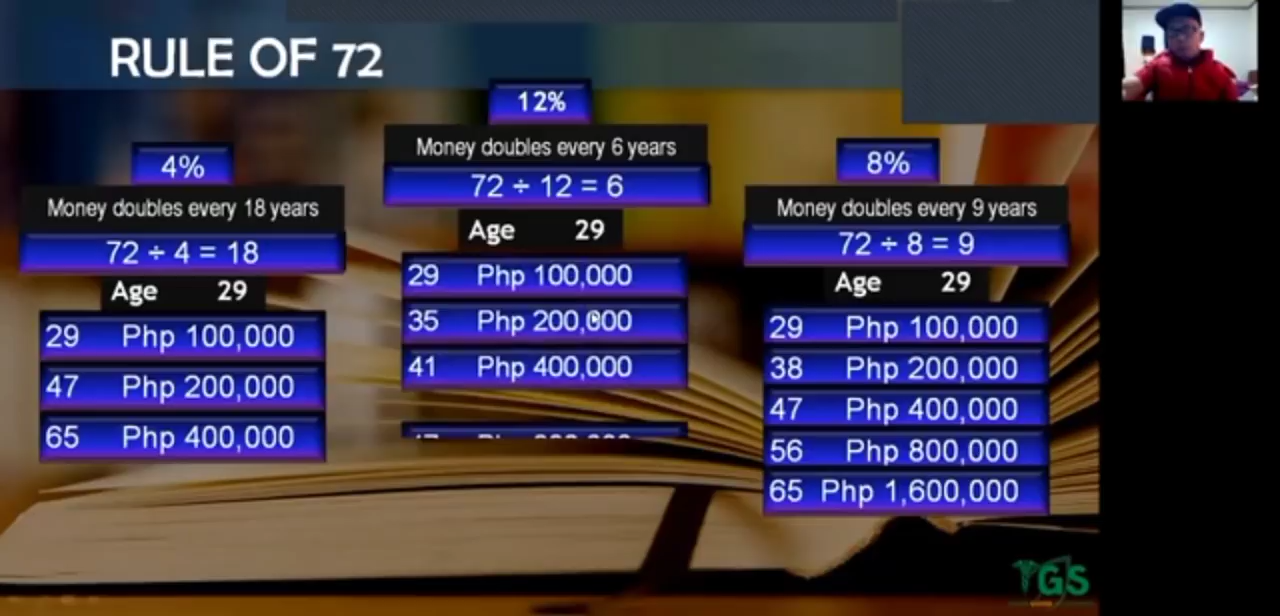 RULE OF 72
4%
Money doubles every 18 years
72 ÷ 4 = 18
Age 29
29 Php 100,000
47 Php 200,000
65 Php 400,000
12%
Money doubles every 6 years
72 ÷ 12 = 6
Age 29
29 Php 100,000
35 Php 200,000
41 Php 400,000
8%
Money doubles every 9 years
72 ÷ 8 = 9
Age 29
29 Php 100,000
38 Php 200,000
47 Php 400,000
56 Php 800,000
65 Php 1,600,000
TGS